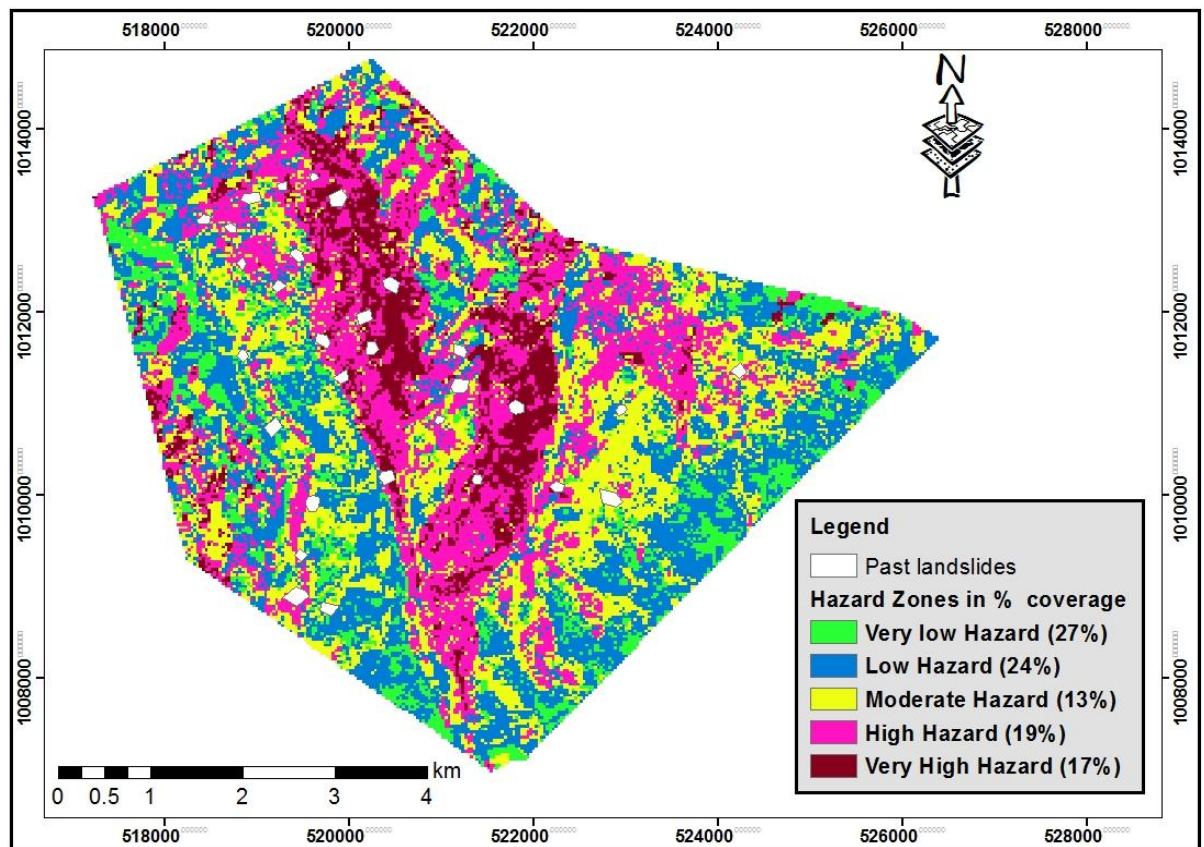 518000 520000 522000 524000 526000 528000
N
1014000 1014000
1012000 1012000
1010000 1010000
1008000 1008000
Legend
Past landslides
Hazard Zones in % coverage
Very low Hazard (27%)
Low Hazard (24%)
Moderate Hazard (13%)
High Hazard (19%)
Very High Hazard (17%)
km
0 0.5 1 2 3 4
518000 520000 522000 524000 526000 528000